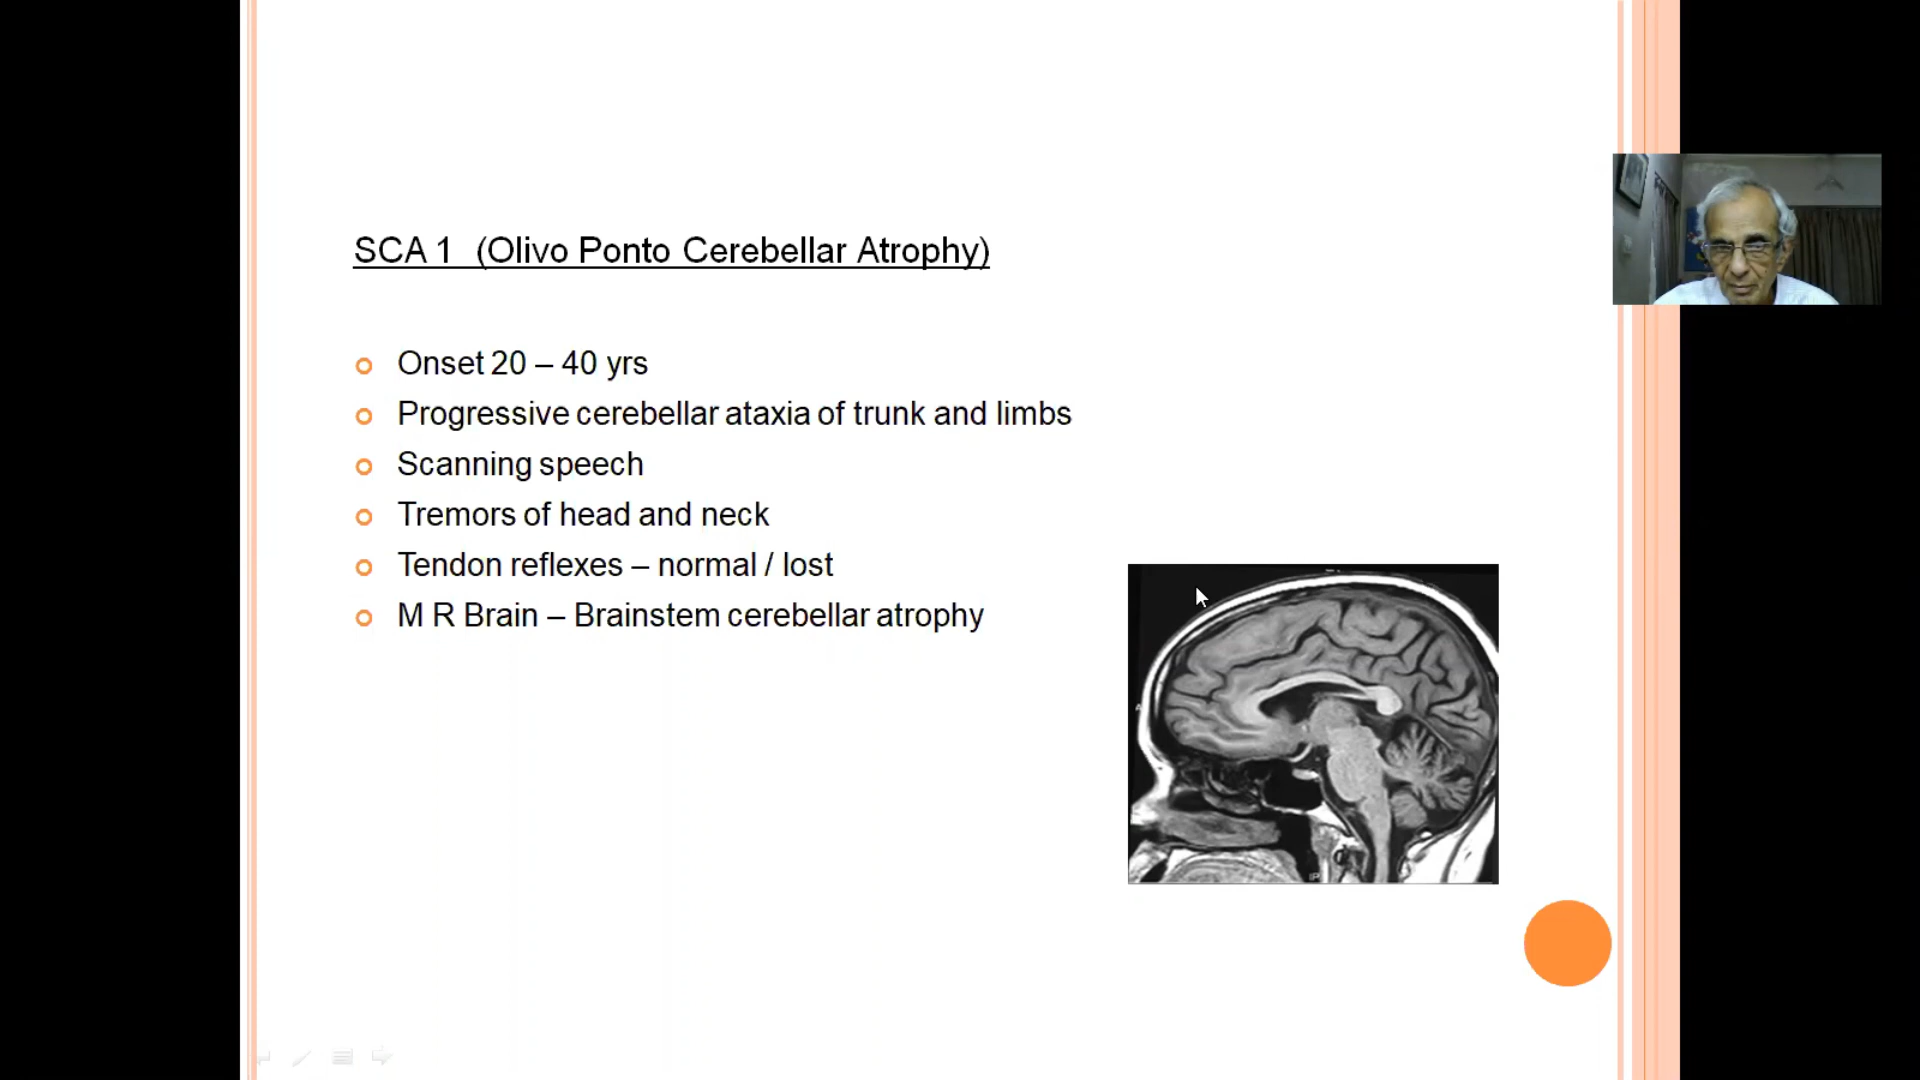 SCA 1 (Olivo Ponto Cerebellar Atrophy)
Onset 20 – 40 yrs
Progressive cerebellar ataxia of trunk and limbs
Scanning speech
Tremors of head and neck
Tendon reflexes – normal / lost
M R Brain – Brainstem cerebellar atrophy
A
IP